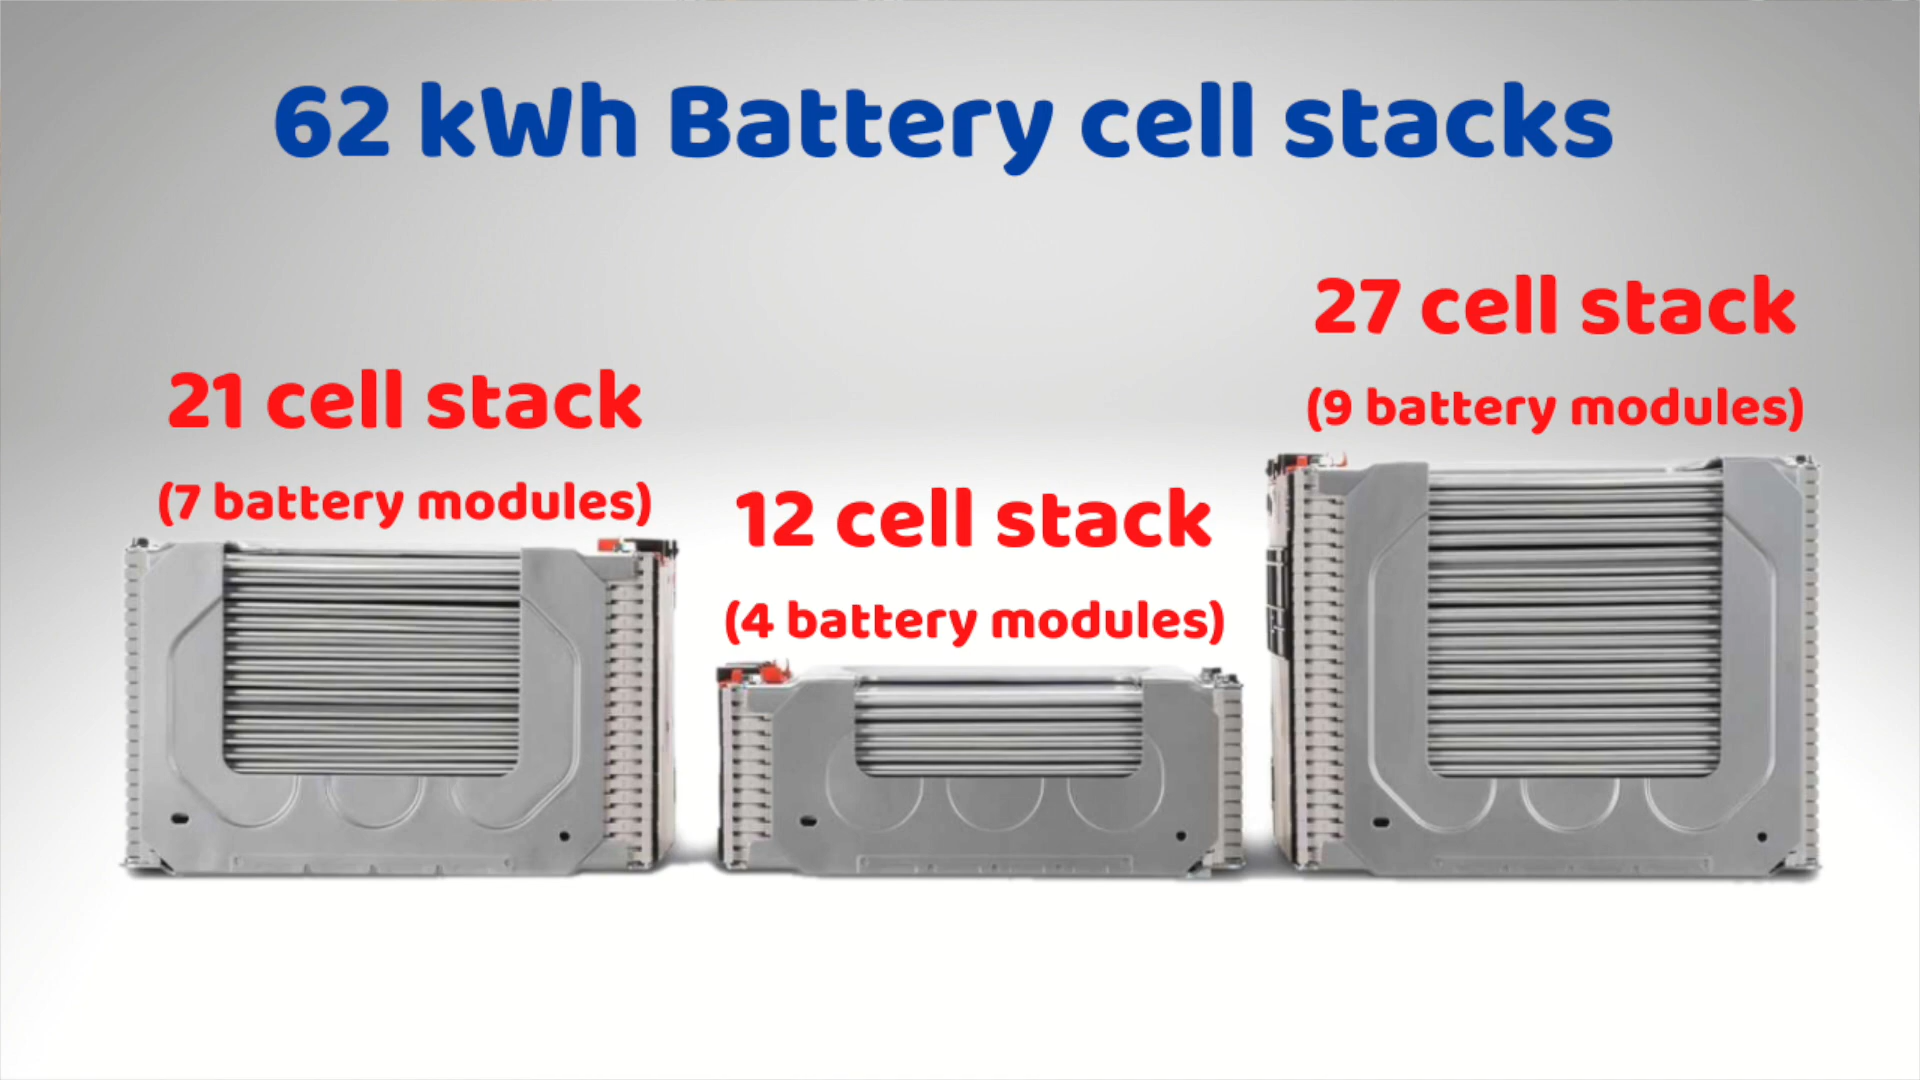 62 kWh Battery cell stacks
21 cell stack
(7 battery modules)
12 cell stack
(4 battery modules)
27 cell stack
(9 battery modules)